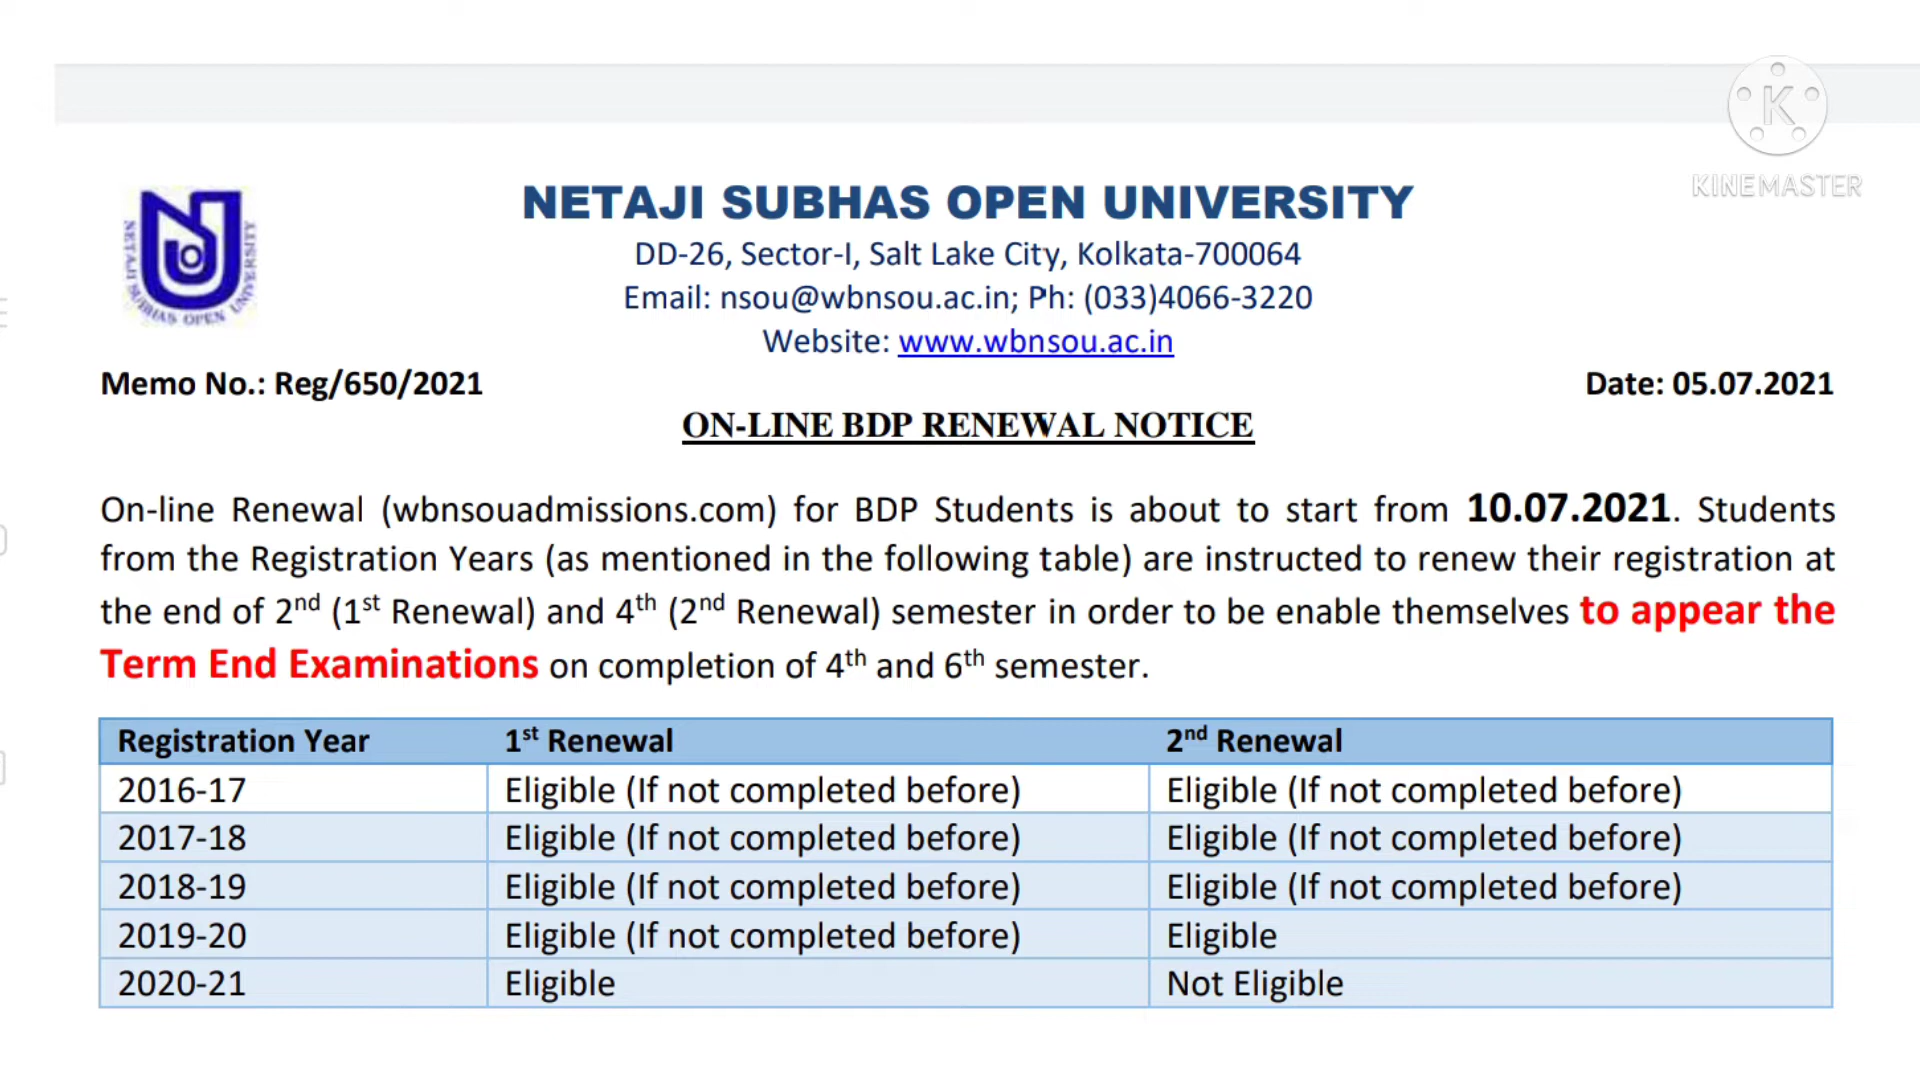 K
KINEMASTER
NETAJI SUBHAS OPEN UNIVERSITY
NETAJI SUBHAS OPEN UNIVERSITY
DD-26, Sector-I, Salt Lake City, Kolkata-700064
Email: nsou@wbnsou.ac.in; Ph: (033)4066-3220
Website: www.wbnsou.ac.in
Memo No.: Reg/650/2021 Date: 05.07.2021
ON-LINE BDP RENEWAL NOTICE
On-line Renewal (wbnsouadmissions.com) for BDP Students is about to start from 10.07.2021. Students
from the Registration Years (as mentioned in the following table) are instructed to renew their registration at
the end of 2nd (1st Renewal) and 4th (2nd Renewal) semester in order to be enable themselves to appear the
Term End Examinations on completion of 4th and 6th semester.
Registration Year 1st Renewal 2nd Renewal
2016-17 Eligible (If not completed before) Eligible (If not completed before)
2017-18 Eligible (If not completed before) Eligible (If not completed before)
2018-19 Eligible (If not completed before) Eligible (If not completed before)
2019-20 Eligible (If not completed before) Eligible
2020-21 Eligible Not Eligible